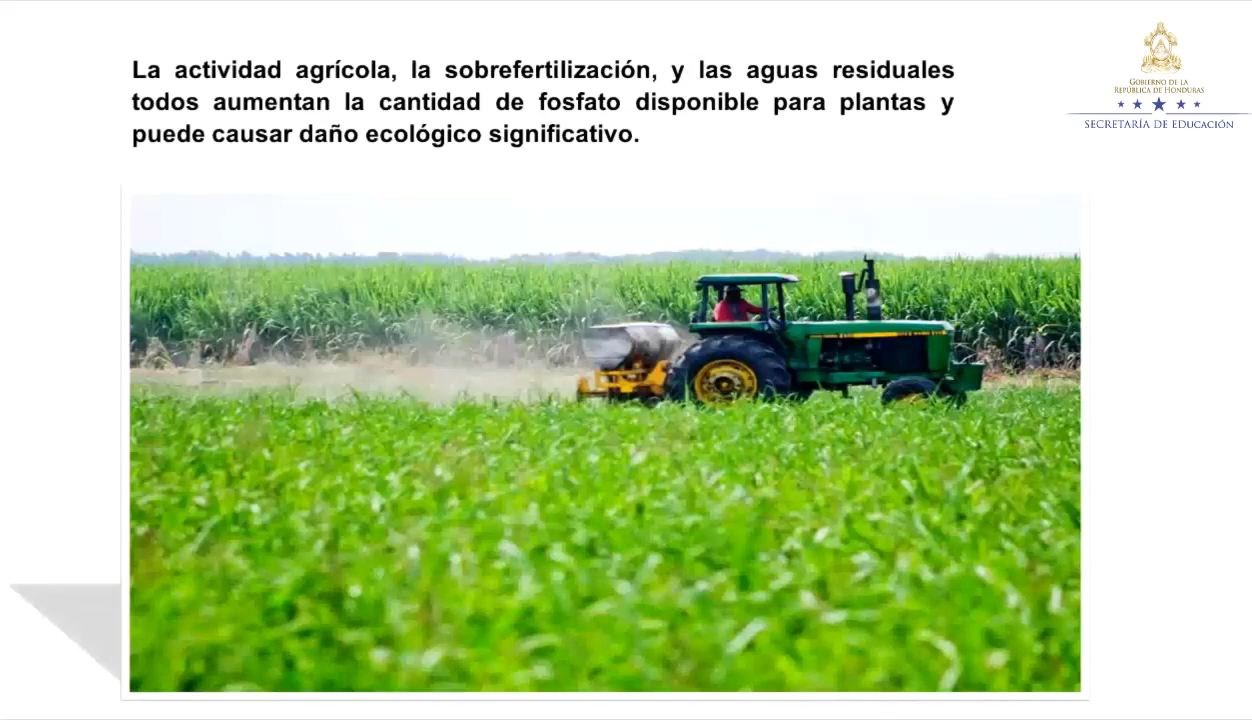 La actividad agrícola, la sobrefertilización, y las aguas residuales
todos aumentan la cantidad de fosfato disponible para plantas y
puede causar daño ecológico significativo.
GOBIERNO DE LA
REPÚBLICA DE HONDURAS
SECRETARÍA DE EDUCACIÓN